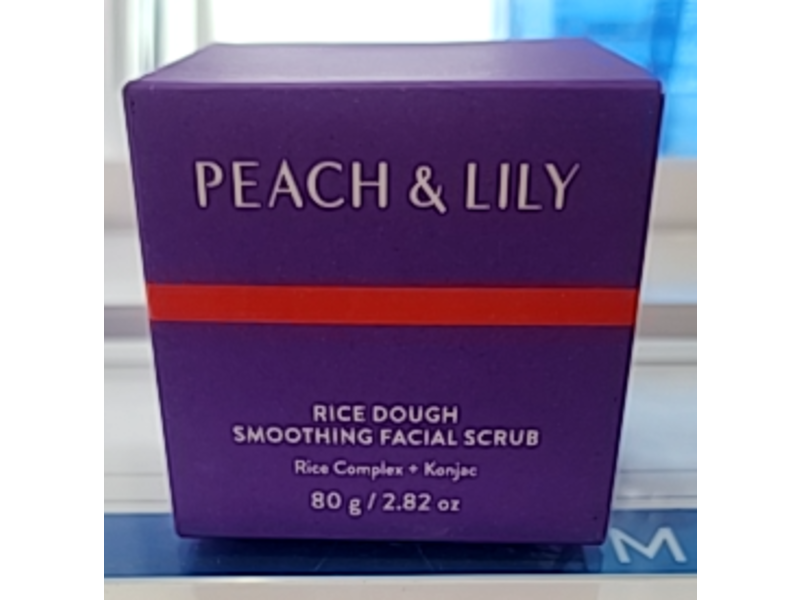 PEACH & LILY
RICE DOUGH
SMOOTHING FACIAL SCRUB
Rice Complex + Konjac
80 g / 2.82 oz
M